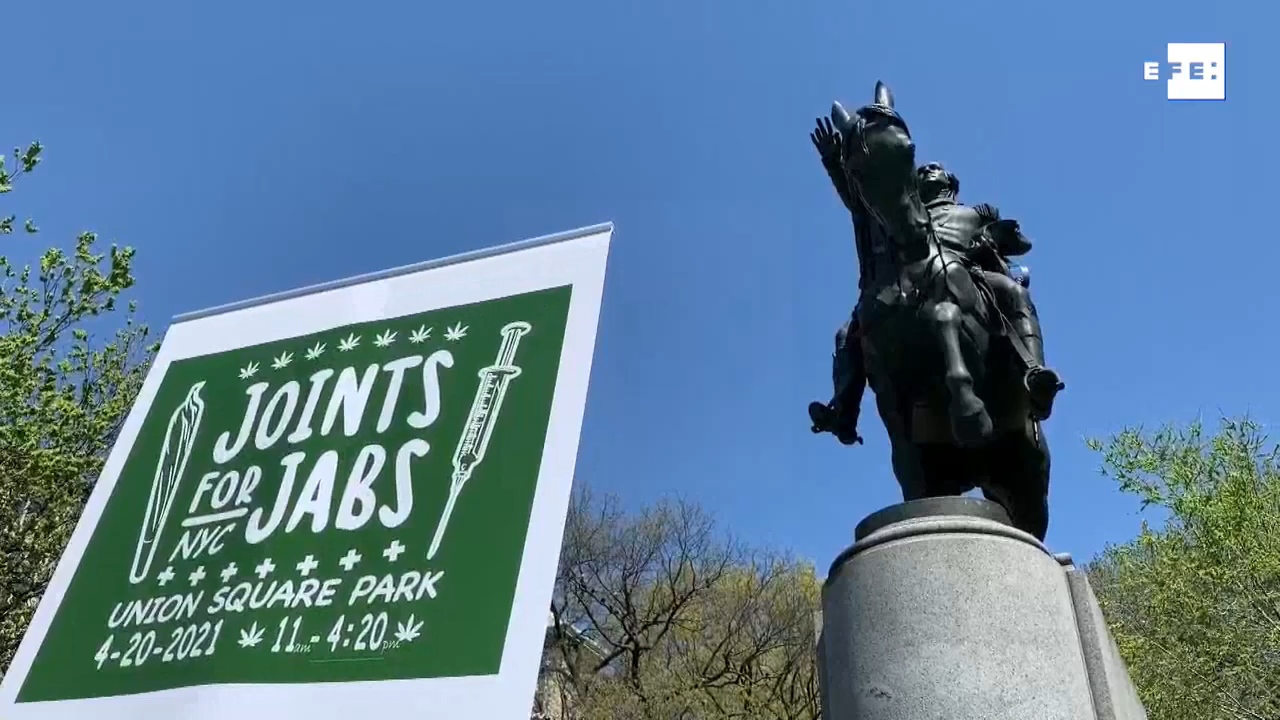 EFE:
JOINTS
FOR JABS
NYC
UNION SQUARE PARK
4-20-2021 11am - 4:20pm